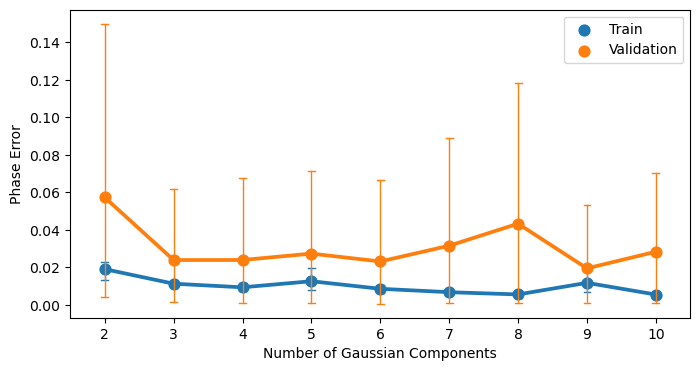 Train
Validation
Phase Error
0.14
0.12
0.10
0.08
0.06
0.04
0.02
0.00
2 3 4 5 6 7 8 9 10
Number of Gaussian Components